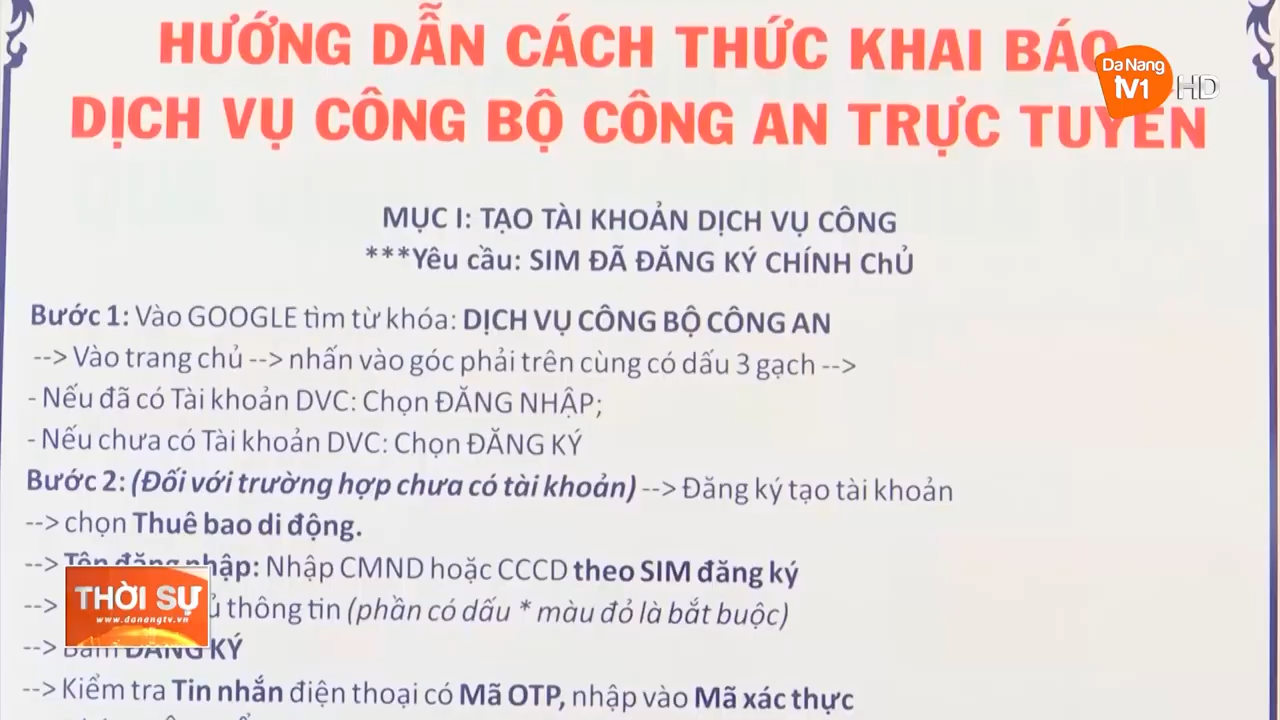 HƯỚNG DẪN CÁCH THỨC KHAI BÁO
DỊCH VỤ CÔNG BỘ CÔNG AN TRỰC TUYẾN
Da Nang
TV1 HD
MỤC I: TẠO TÀI KHOẢN DỊCH VỤ CÔNG
***Yêu cầu: SIM ĐÃ ĐĂNG KÝ CHÍNH ChỦ
Bước 1: Vào GOOGLE tìm từ khóa: DỊCH VỤ CÔNG BỘ CÔNG AN
--> Vào trang chủ --> nhấn vào góc phải trên cùng có dấu 3 gạch -->
- Nếu đã có Tài khoản DVC: Chọn ĐĂNG NHẬP;
- Nếu chưa có Tài khoản DVC: Chọn ĐĂNG KÝ
Bước 2: (Đối với trường hợp chưa có tài khoản) --> Đăng ký tạo tài khoản
--> chọn Thuê bao di động.
--> Tên đăng nhập: Nhập CMND hoặc CCCD theo SIM đăng ký
--> thông tin (phần có dấu * màu đỏ là bắt buộc)
--> Bấm ĐĂNG KÝ
--> Kiểm tra Tin nhắn điện thoại có Mã OTP, nhập vào Mã xác thực
THỜI SỰ
www.danangtv.vn